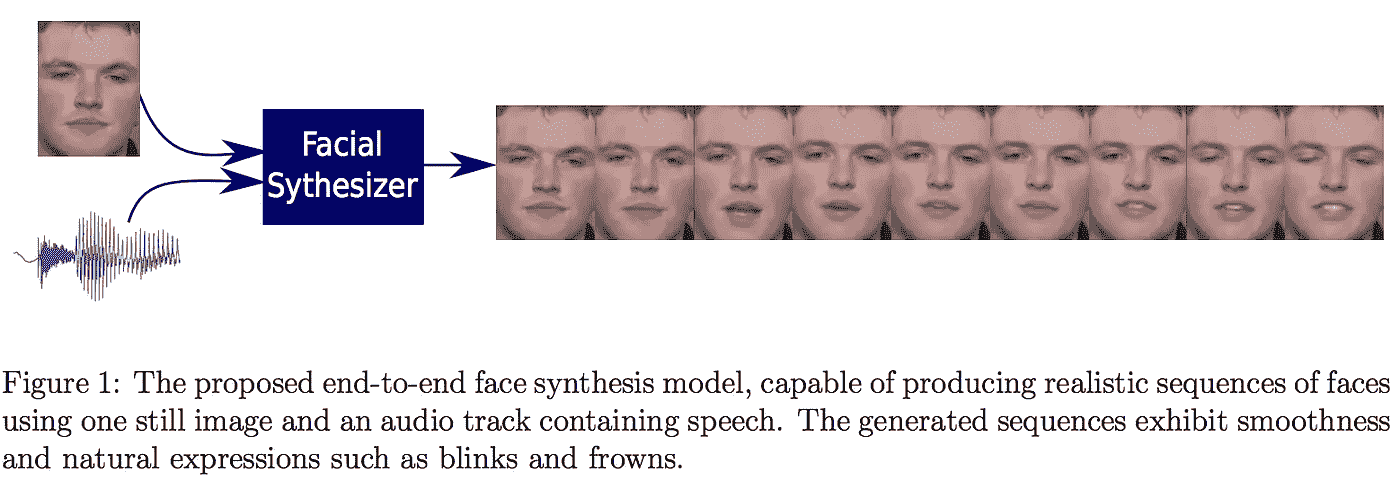 Facial
Sythesizer
Figure 1: The proposed end-to-end face synthesis model, capable of producing realistic sequences of faces
using one still image and an audio track containing speech. The generated sequences exhibit smoothness
and natural expressions such as blinks and frowns.